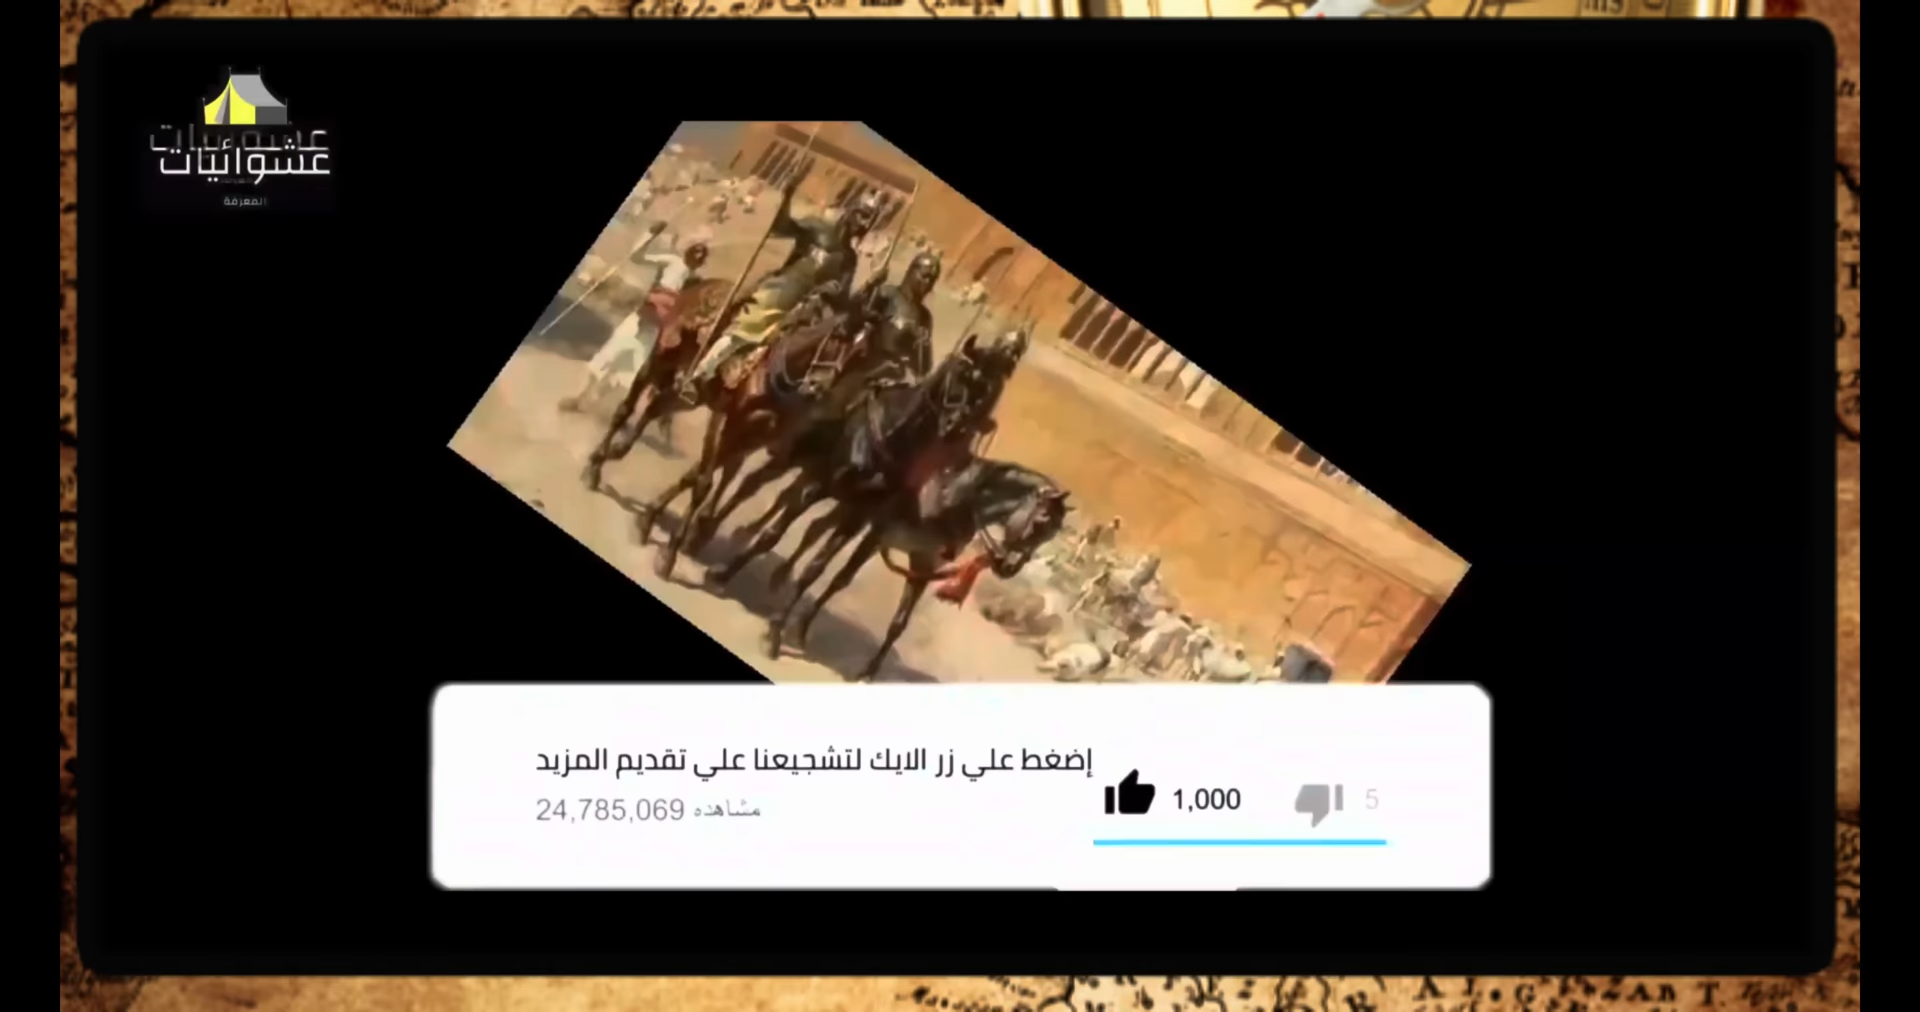 عشوائيات
المعرفة
إضغط علي زر الايك لتشجيعنا علي تقديم المزيد
24,785,069 مشاهده
1,000
5